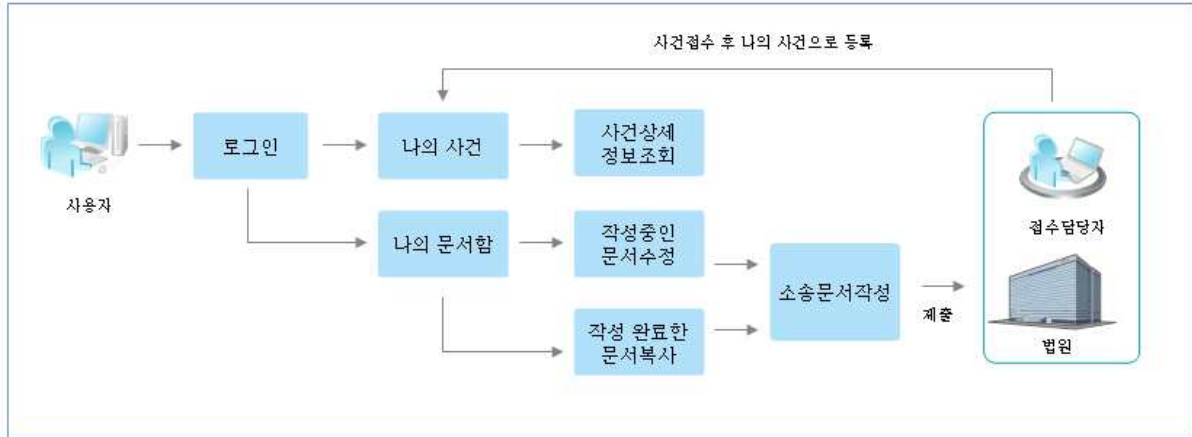 사건접수 후 나의 사건으로 등록
사용자
로그인
나의 사건
사건상세
정보조회
나의 문서함
작성중인
문서수정
작성 완료한
문서복사
소송문서작성
제출
접수담당자
법원